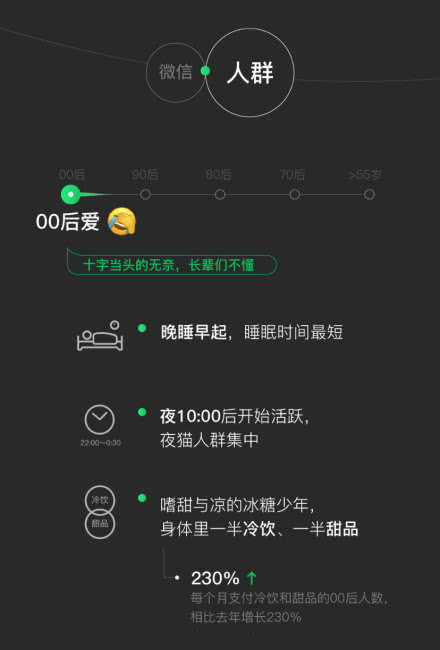 微信
人群
00后
90后
80后
70后
>55岁
00后爱
十字当头的无奈，长辈们不懂
晚睡早起，睡眠时间最短
夜10:00后开始活跃，
夜猫人群集中
22:00~0:30
嗜甜与凉的冰糖少年，
身体里一半冷饮、一半甜品
冷饮
甜品
230% ↑
每个月支付冷饮和甜品的00后人数，
相比去年增长230%